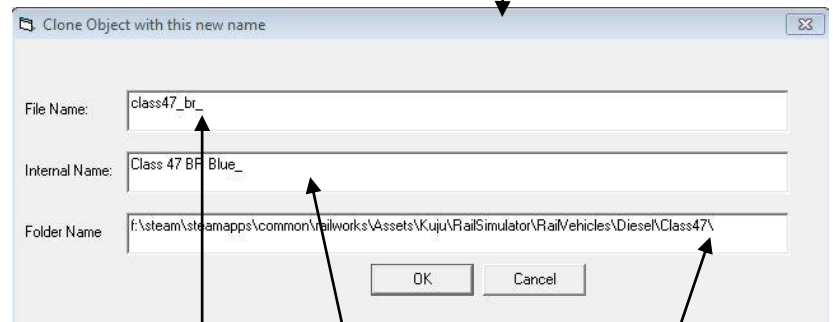 Clone Object with this new name
File Name:
class47_br_
Internal Name:
Class 47 BR Blue_
Folder Name
f:\steam\steamapps\common\railworks\Assets\Kuju\RailSimulator\RailVehicles\Diesel\Class47\
OK
Cancel